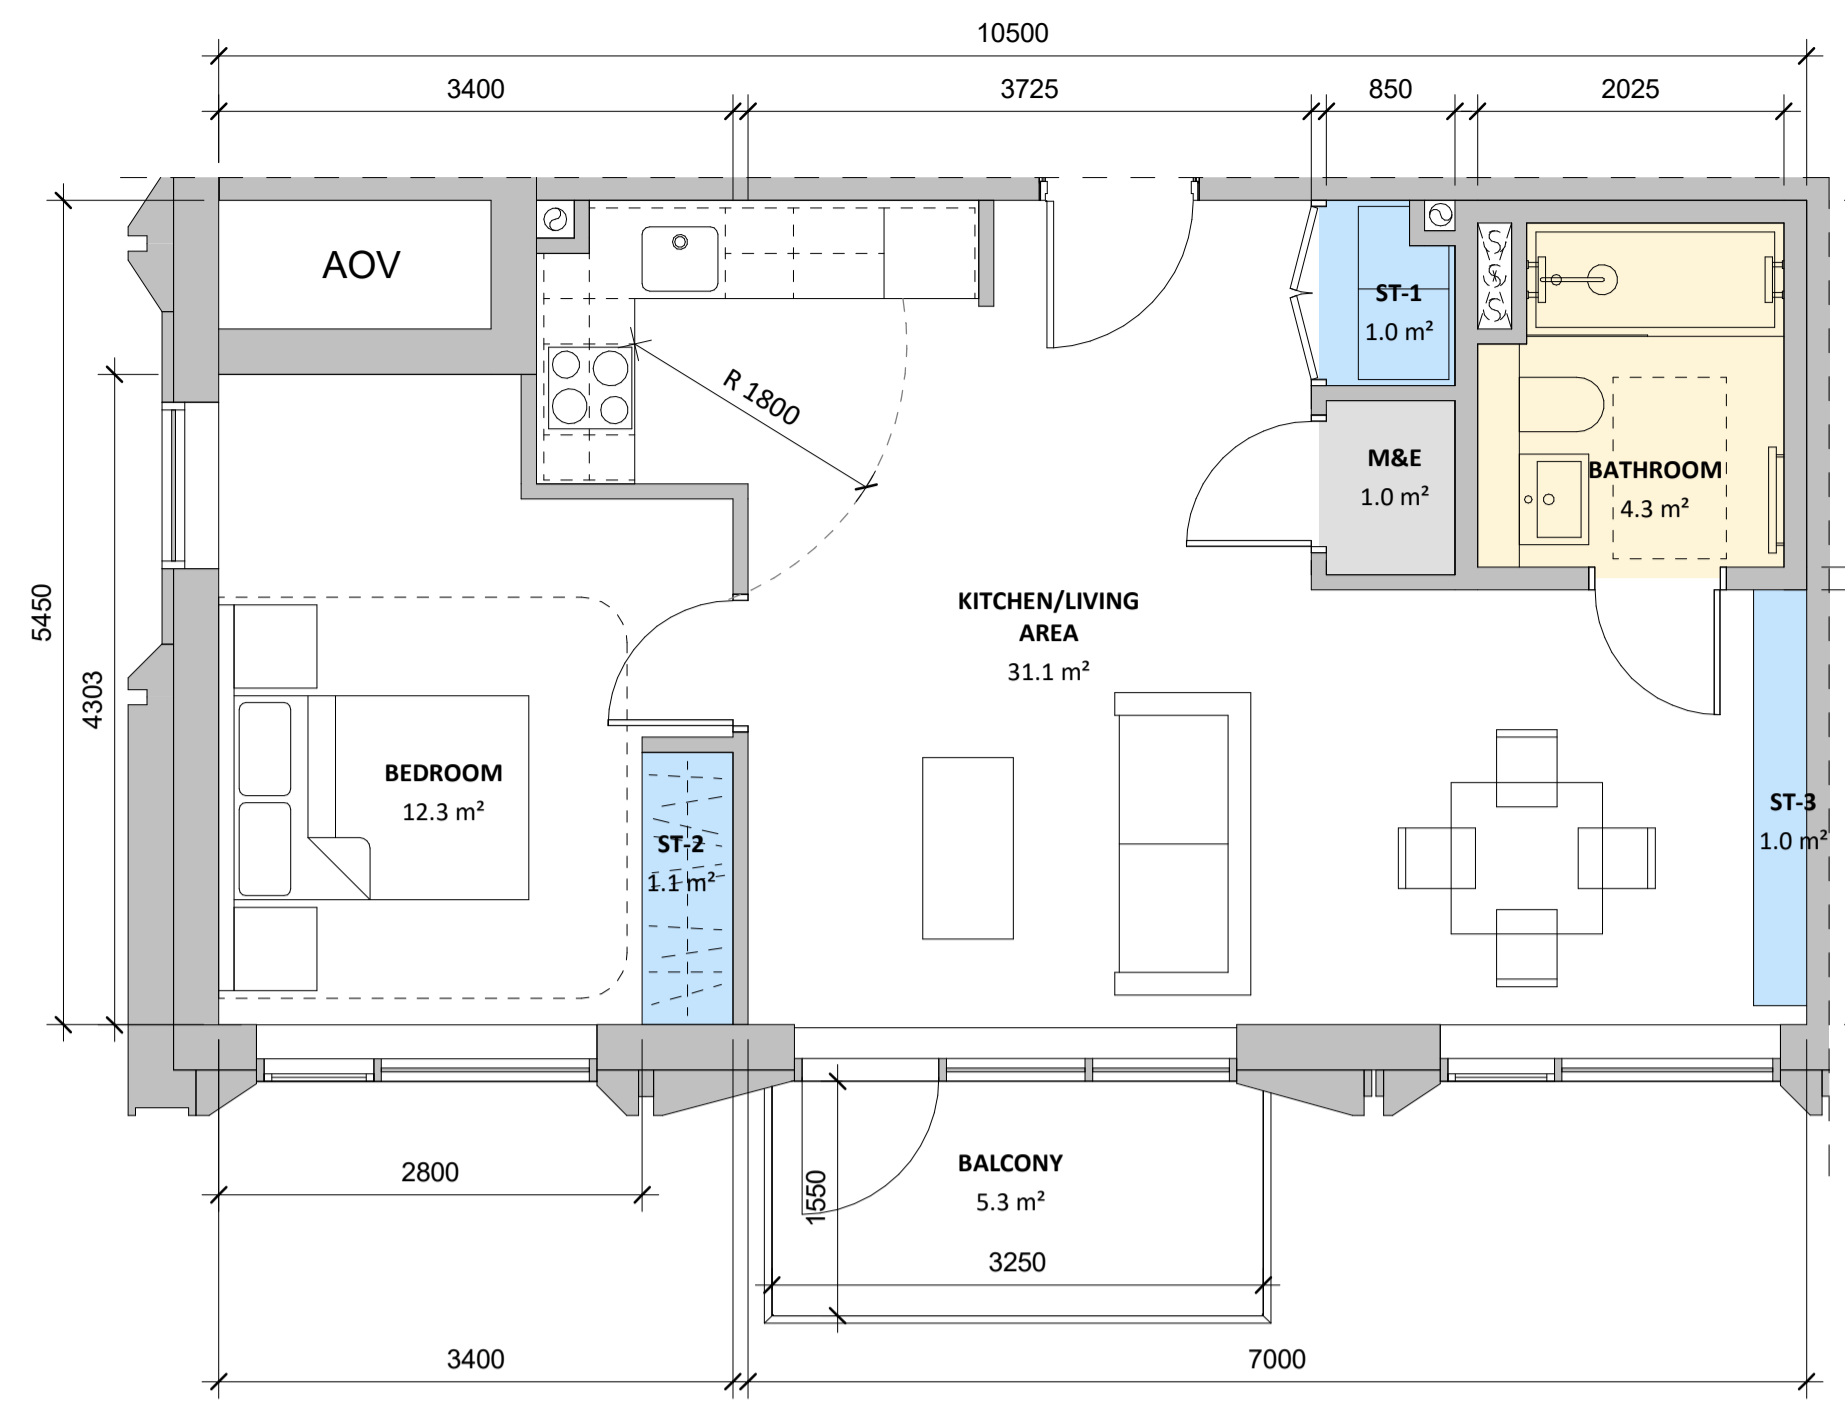 10500
3400
3725
850
2025
AOV
ST-1
1.0 m²
R 1800
M&E
1.0 m²
BATHROOM
4.3 m²
5450
4303
KITCHEN/LIVING
AREA
31.1 m²
BEDROOM
12.3 m²
ST-2
1.1 m²
ST-3
1.0 m²
BALCONY
5.3 m²
2800
1550
3250
3400
7000